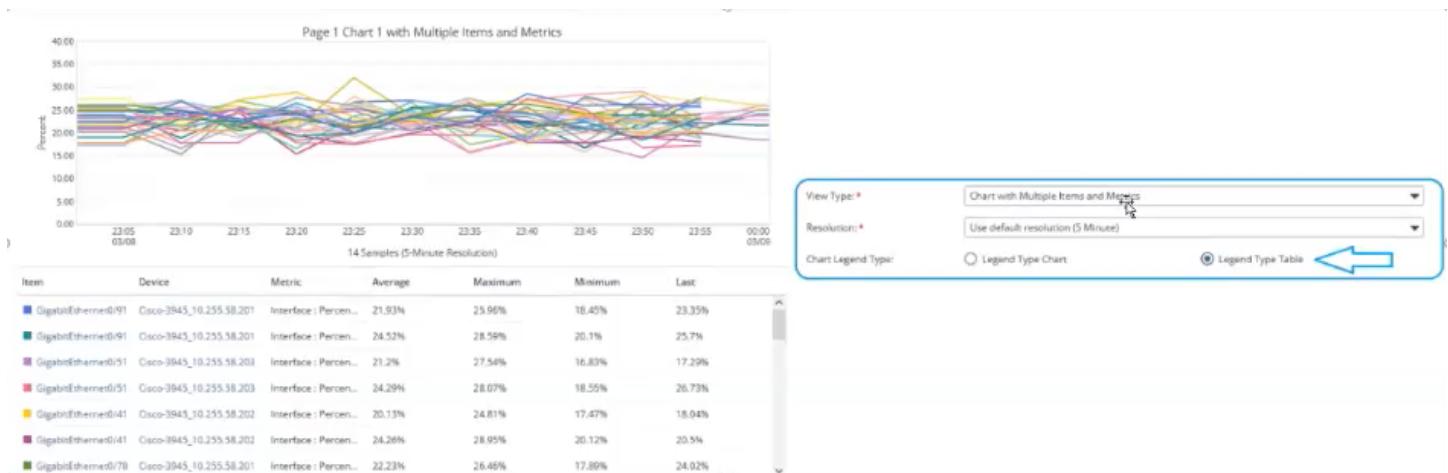 Page 1 Chart 1 with Multiple Items and Metrics
40.00
35.00
30.00
25.00
20.00
15.00
10.00
5.00
0.00
Percent
23:05 23:10 23:15 23:20 23:25 23:30 23:35 23:40 23:45 23:50 23:55 00:00
03/08 03/09
14 Samples (5-Minute Resolution)
Item Device Metric Average Maximum Minimum Last
GigabitEthernet0/91 Cisco-3945_10.255.58.201 Interface : Percen... 21.93% 25.96% 18.45% 23.35%
GigabitEthernet0/91 Cisco-3945_10.255.58.201 Interface : Percen... 24.52% 28.59% 20.1% 25.7%
GigabitEthernet0/51 Cisco-3945_10.255.58.203 Interface : Percen... 21.2% 27.54% 16.83% 17.29%
GigabitEthernet0/51 Cisco-3945_10.255.58.203 Interface : Percen... 24.29% 28.07% 18.55% 26.73%
GigabitEthernet0/41 Cisco-3945_10.255.58.202 Interface : Percen... 20.13% 24.81% 17.47% 18.04%
GigabitEthernet0/41 Cisco-3945_10.255.58.202 Interface : Percen... 24.26% 28.95% 20.12% 20.5%
GigabitEthernet0/78 Cisco-3945_10.255.58.201 Interface : Percen... 22.23% 26.46% 17.89% 24.02%
View Type:* Chart with Multiple Items and Metrics
Resolution:* Use default resolution (5 Minute)
Chart Legend Type: Legend Type Chart Legend Type Table